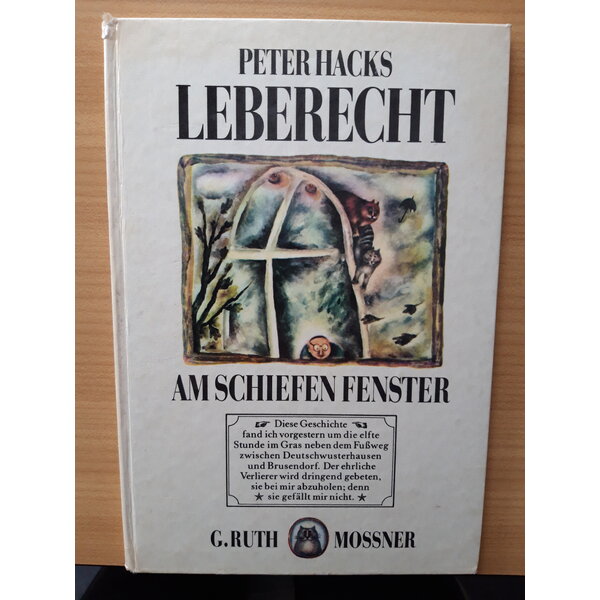 PETER HACKS
LEBERECHT
AM SCHIEFEN FENSTER
Diese Geschichte
fand ich vorgestern um die elfte
Stunde im Gras neben dem Fußweg
zwischen Deutschwusterhausen
und Brusendorf. Der ehrliche
Verlierer wird dringend gebeten,
sie bei mir abzuholen; denn
sie gefällt mir nicht.
G. RUTH MOSSNER